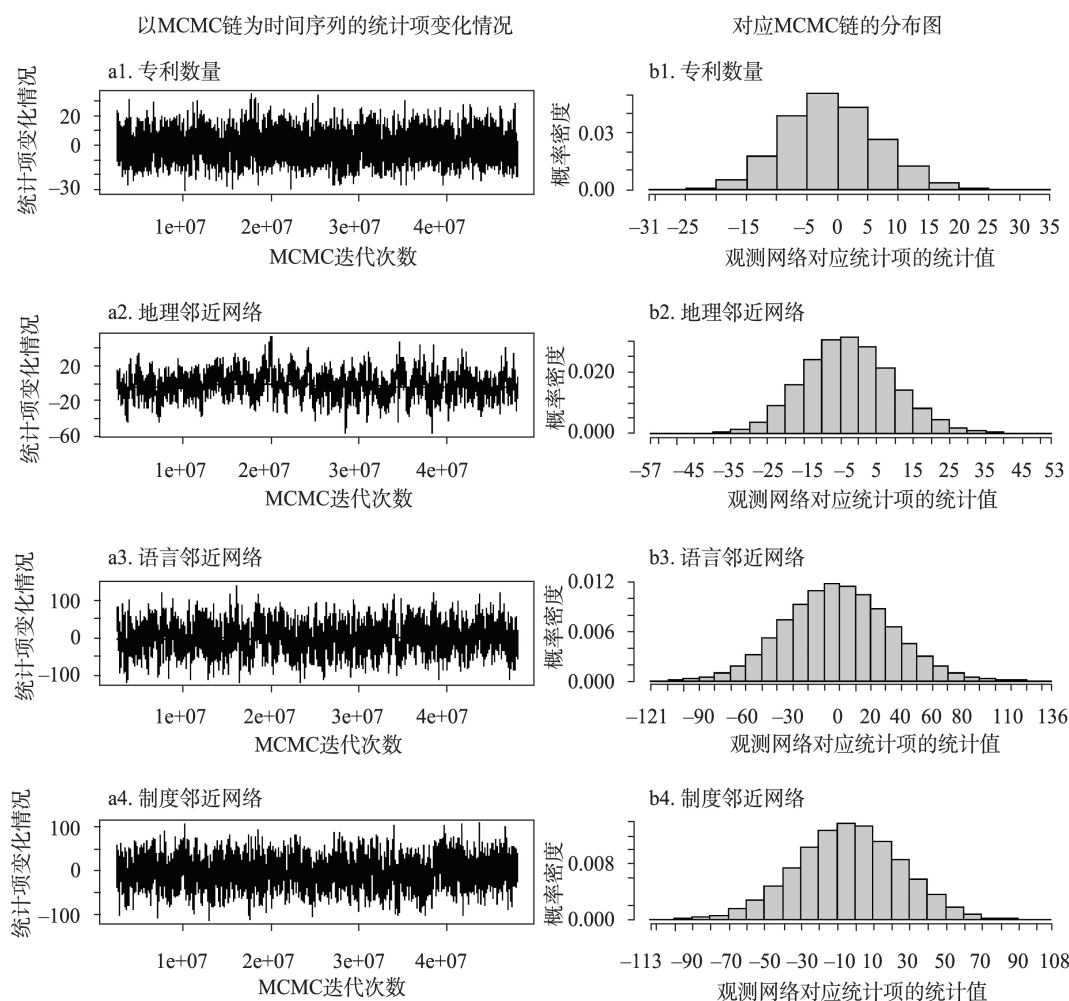 以MCMC链为时间序列的统计项变化情况
对应MCMC链的分布图
a1. 专利数量
统计项变化情况
20
0
–30
1e+07 2e+07 3e+07 4e+07
MCMC迭代次数
b1. 专利数量
概率密度
0.03
0.00
–31 –25 –15 –5 0 5 10 15 20 25 30 35
观测网络对应统计项的统计值
a2. 地理邻近网络
统计项变化情况
20
–20
–60
1e+07 2e+07 3e+07 4e+07
MCMC迭代次数
b2. 地理邻近网络
概率密度
0.020
0.000
–57 –45 –35 –25 –15 –5 5 15 25 35 45 53
观测网络对应统计项的统计值
a3. 语言邻近网络
统计项变化情况
100
0
–100
1e+07 2e+07 3e+07 4e+07
MCMC迭代次数
b3. 语言邻近网络
概率密度
0.012
0.006
0.000
–121 –90 –60 –30 0 20 40 60 80 110 136
观测网络对应统计项的统计值
a4. 制度邻近网络
统计项变化情况
100
0
–100
1e+07 2e+07 3e+07 4e+07
MCMC迭代次数
b4. 制度邻近网络
概率密度
0.008
0.000
–113 –90 –70 –50 –30 –10 10 30 50 70 90 108
观测网络对应统计项的统计值